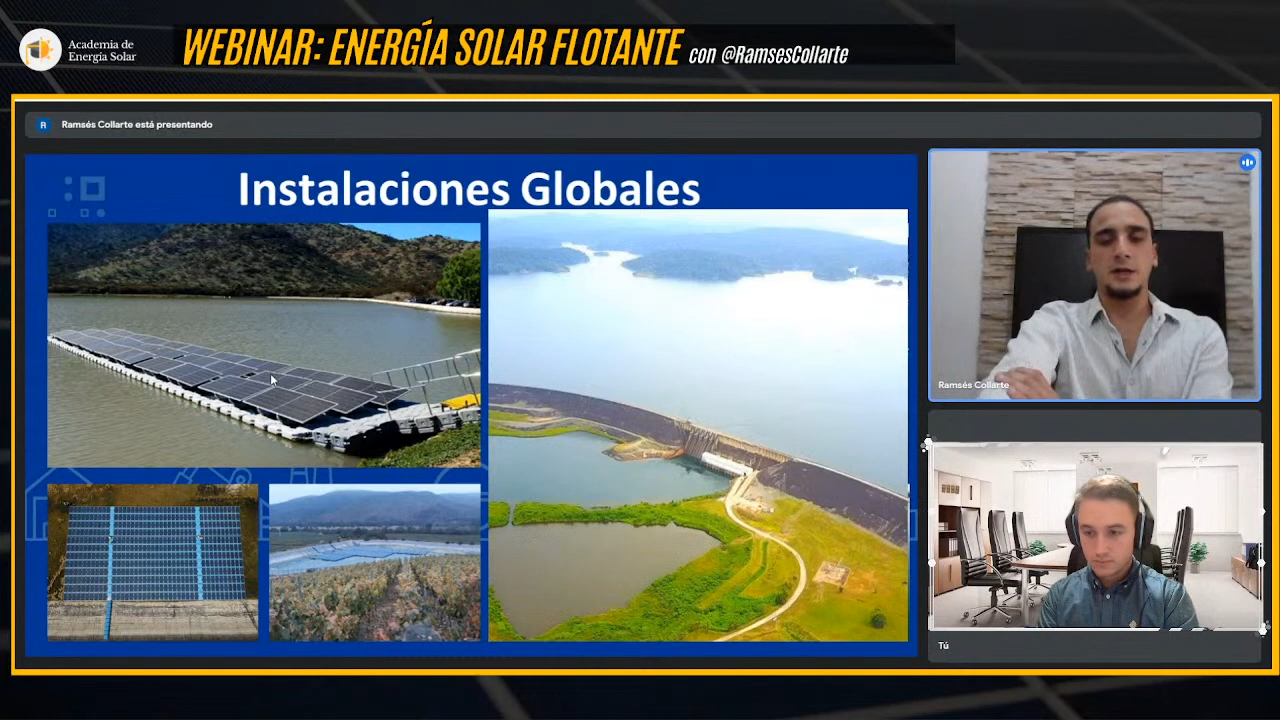 Academia de
Energía Solar
WEBINAR: ENERGÍA SOLAR FLOTANTE con @RamsesCollarte
R Ramsés Collarte está presentando
Instalaciones Globales
Ramsés Collarte
Tú